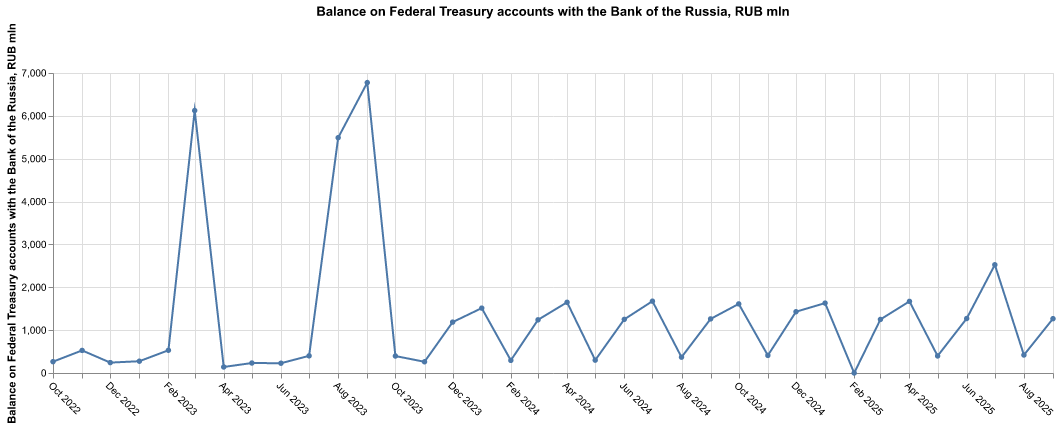 Balance on Federal Treasury accounts with the Bank of the Russia, RUB mln
Balance on Federal Treasury accounts with the Bank of the Russia, RUB mln
7,000
6,000
5,000
4,000
3,000
2,000
1,000
0
Oct 2022
Dec 2022
Feb 2023
Apr 2023
Jun 2023
Aug 2023
Oct 2023
Dec 2023
Feb 2024
Apr 2024
Jun 2024
Aug 2024
Oct 2024
Dec 2024
Feb 2025
Apr 2025
Jun 2025
Aug 2025